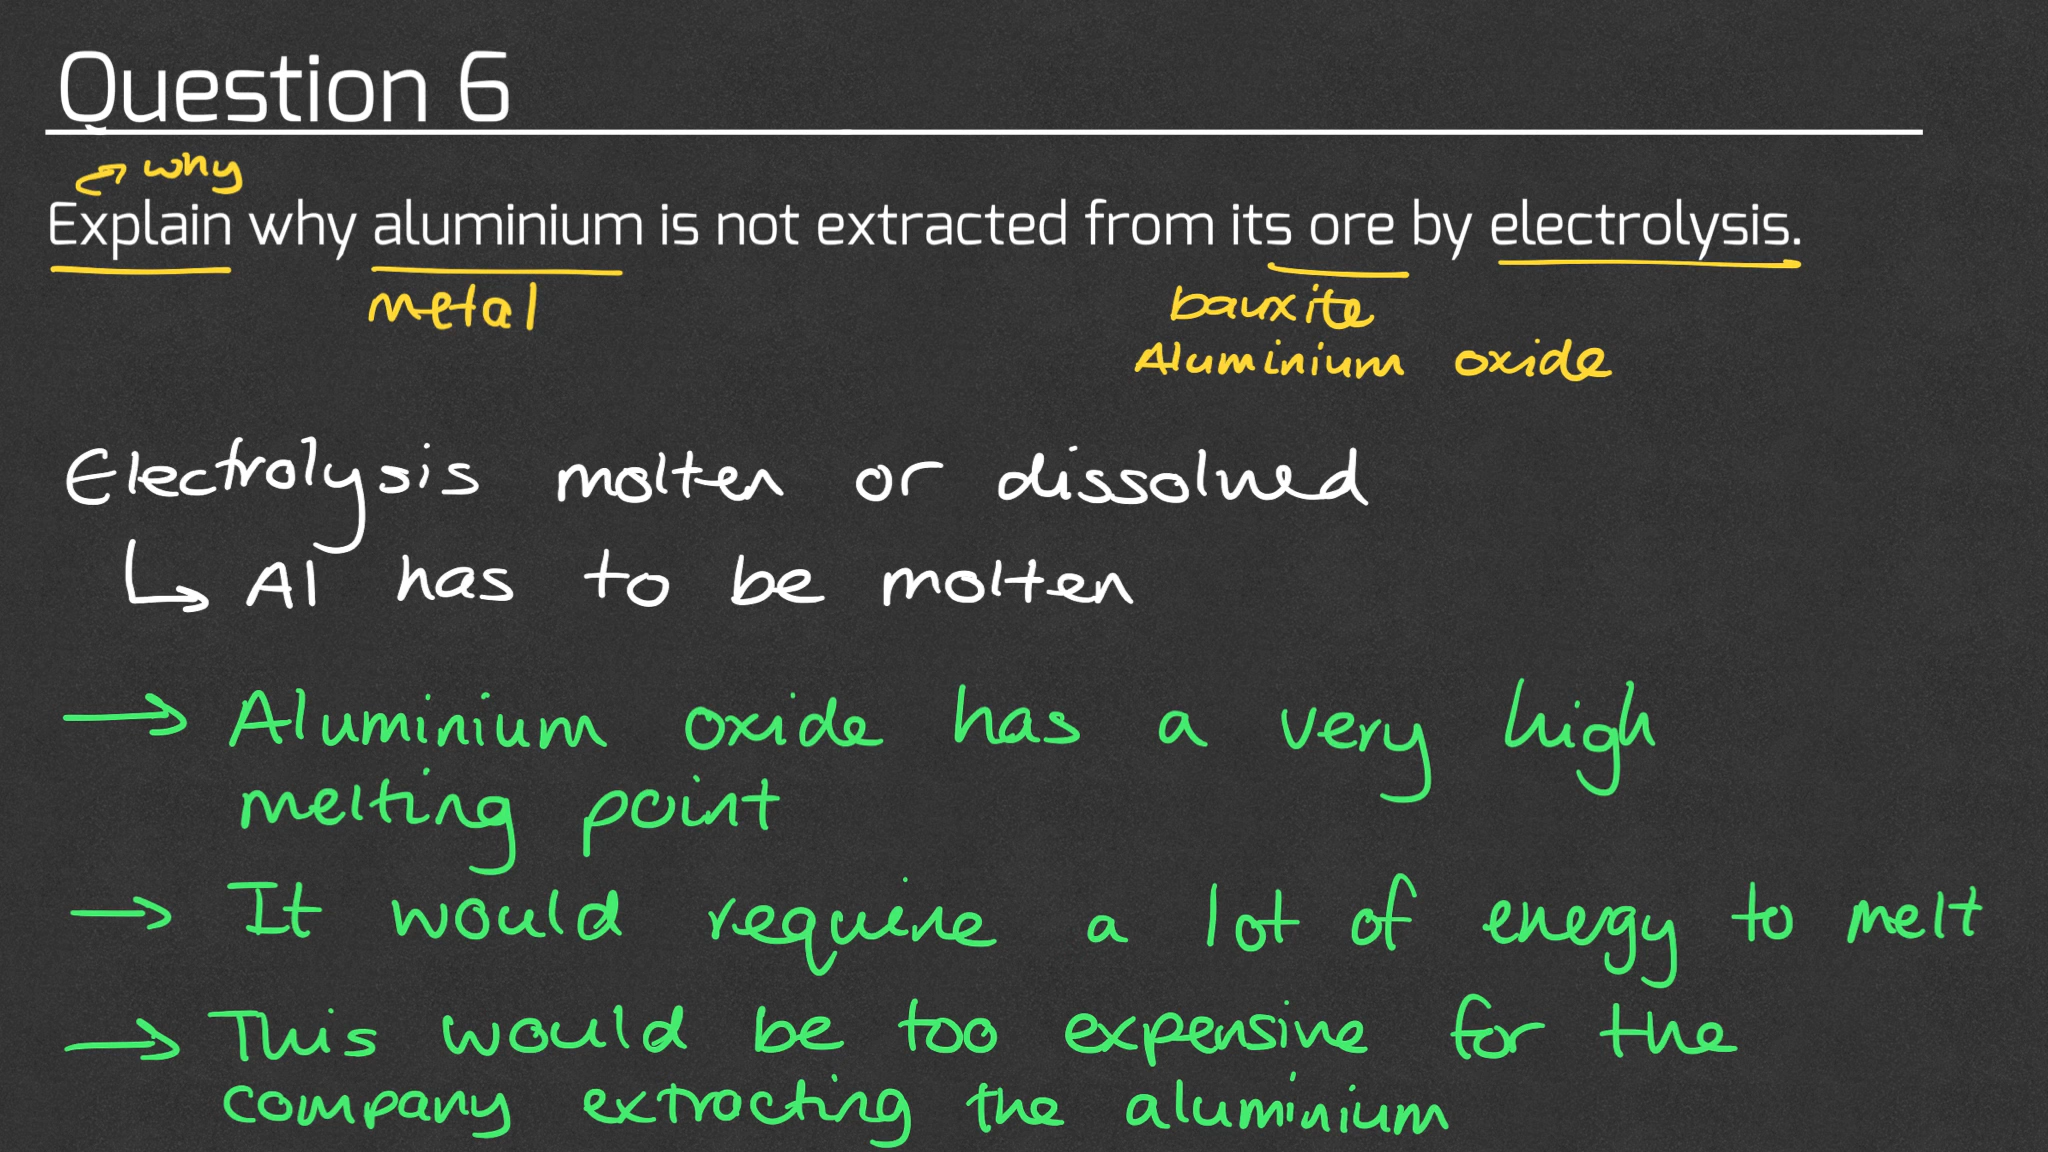 Question 6
why
Explain why aluminium is not extracted from its ore by electrolysis.
metal
bauxite
Aluminium oxide
Electrolysis molten or dissolved
Al has to be molten
→ Aluminium oxide has a very high
melting point
→ It would require a lot of energy to melt
→ This would be too expensive for the
company extracting the aluminium